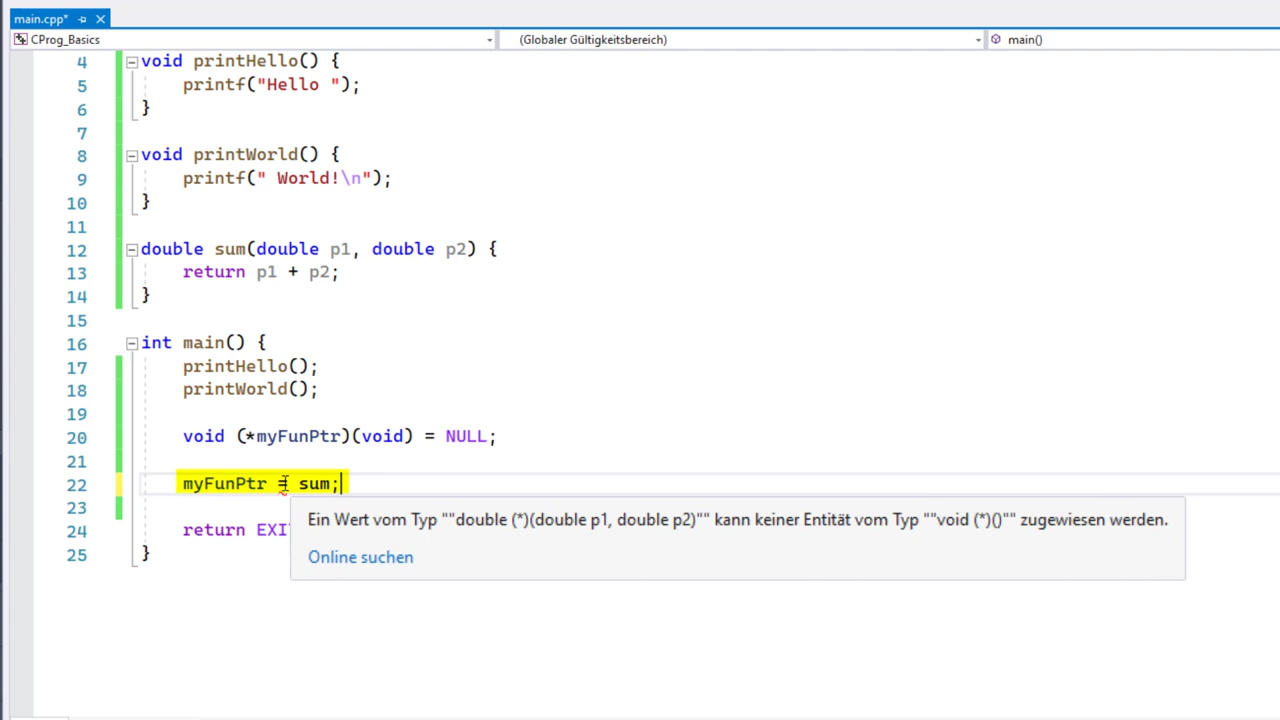 main.cpp*
CProg_Basics (Globaler Gültigkeitsbereich) main()
4 void printHello() {
5 printf("Hello ");
6 }
7
8 void printWorld() {
9 printf(" World!\n");
10 }
11
12 double sum(double p1, double p2) {
13 return p1 + p2;
14 }
15
16 int main() {
17 printHello();
18 printWorld();
19
20 void (*myFunPtr)(void) = NULL;
21
22 myFunPtr = sum;
23
Ein Wert vom Typ ""double (*)(double p1, double p2)"" kann keiner Entität vom Typ ""void (*)()"" zugewiesen werden.
24 return EXI
Online suchen
25 }